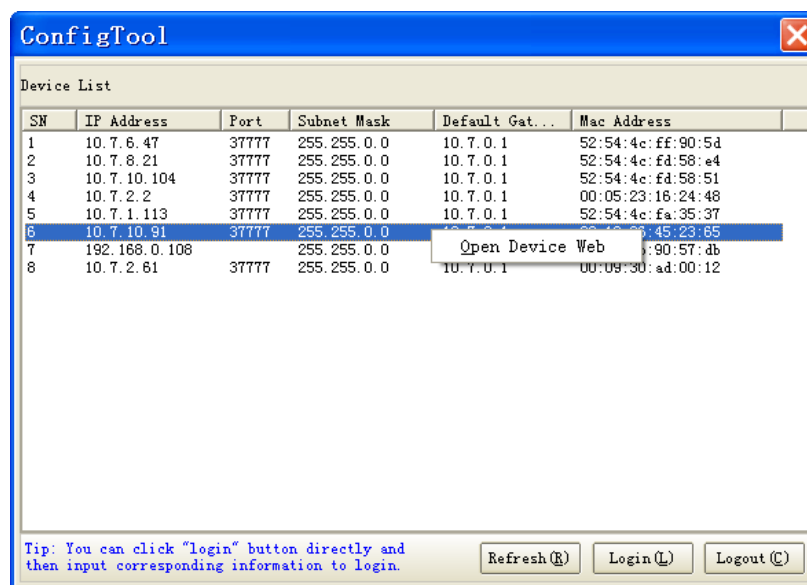 ConfigTool
Device List
SN IP Address Port Subnet Mask Default Gat... Mac Address
1 10.7.6.47 37777 255.255.0.0 10.7.0.1 52:54:4c:ff:90:5d
2 10.7.8.21 37777 255.255.0.0 10.7.0.1 52:54:4c:fd:58:e4
3 10.7.10.104 37777 255.255.0.0 10.7.0.1 52:54:4c:fd:58:51
4 10.7.2.2 37777 255.255.0.0 10.7.0.1 00:05:23:16:24:48
5 10.7.1.113 37777 255.255.0.0 10.7.0.1 52:54:4c:fa:35:37
6 10.7.10.91 37777 255.255.0.0 :45:23:65
Open Device Web
7 192.168.0.108 255.255.0.0 :90:57:db
8 10.7.2.61 37777 255.255.0.0 10.7.0.1 00:09:30:ad:00:12
Tip: You can click "login" button directly and
then input corresponding information to login.
Refresh(R) Login(L) Logout(C)